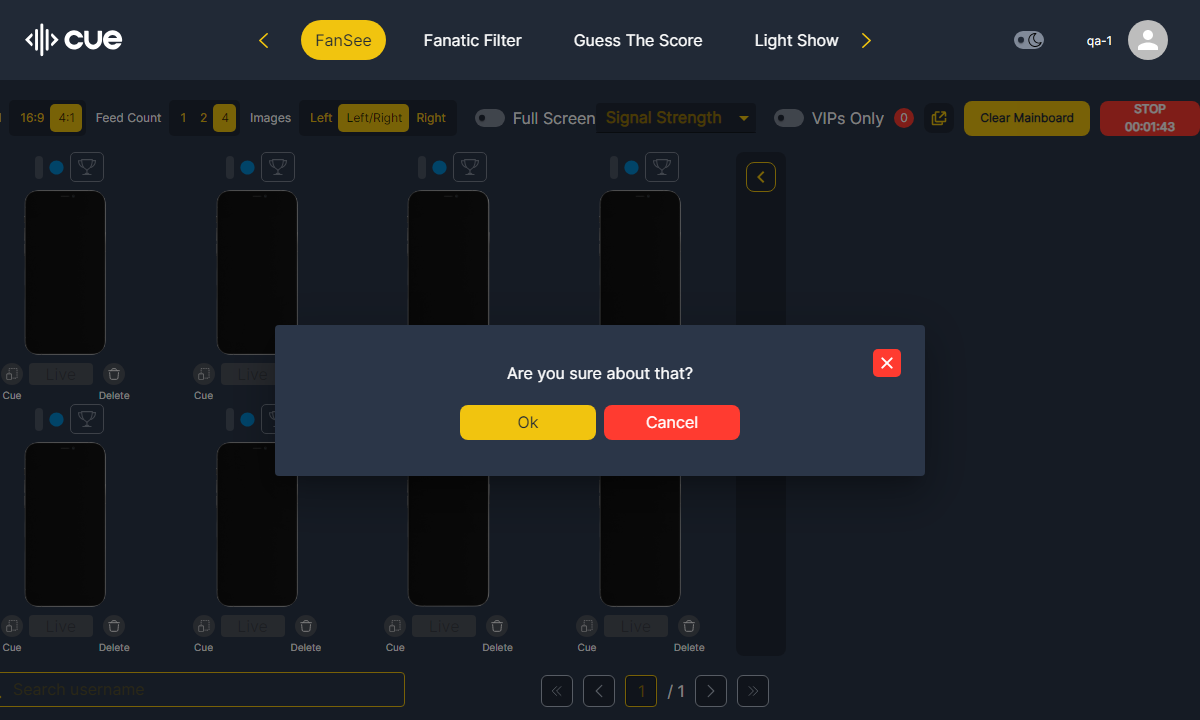 cue
FanSee
Fanatic Filter
Guess The Score
Light Show
qa-1
16:9
4:1
Feed Count
1
2
4
Images
Left
Left/Right
Right
Full Screen
Signal Strength
VIPs Only
0
Clear Mainboard
STOP
00:01:43
Cue
Live
Delete
Cue
Live
Are you sure about that?
Ok
Cancel
Cue
Live
Delete
Cue
Live
Delete
Cue
Live
Delete
Cue
Live
Delete
Search username
1
/ 1